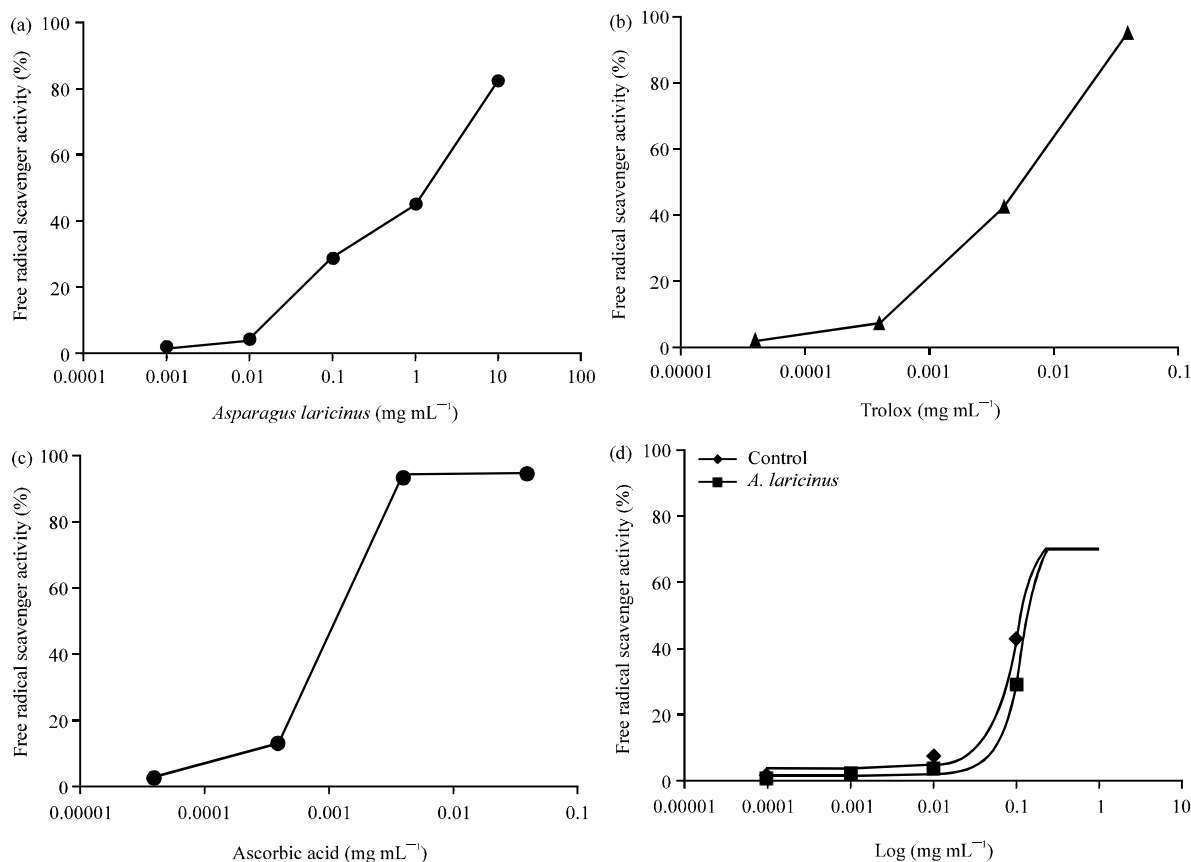 (a)
Free radical scavenger activity (%)
100
80
60
40
20
0
0.0001 0.001 0.01 0.1 1 10 100
Asparagus laricinus (mg mL⁻¹)
(b)
Free radical scavenger activity (%)
100
80
60
40
20
0
0.00001 0.0001 0.001 0.01 0.1
Trolox (mg mL⁻¹)
(c)
Free radical scavenger activity (%)
100
80
60
40
20
0
0.00001 0.0001 0.001 0.01 0.1
Ascorbic acid (mg mL⁻¹)
(d)
Free radical scavenger activity (%)
Control
A. laricinus
100
80
60
40
20
0
0.00001 0.0001 0.001 0.01 0.1 1 10
Log (mg mL⁻¹)